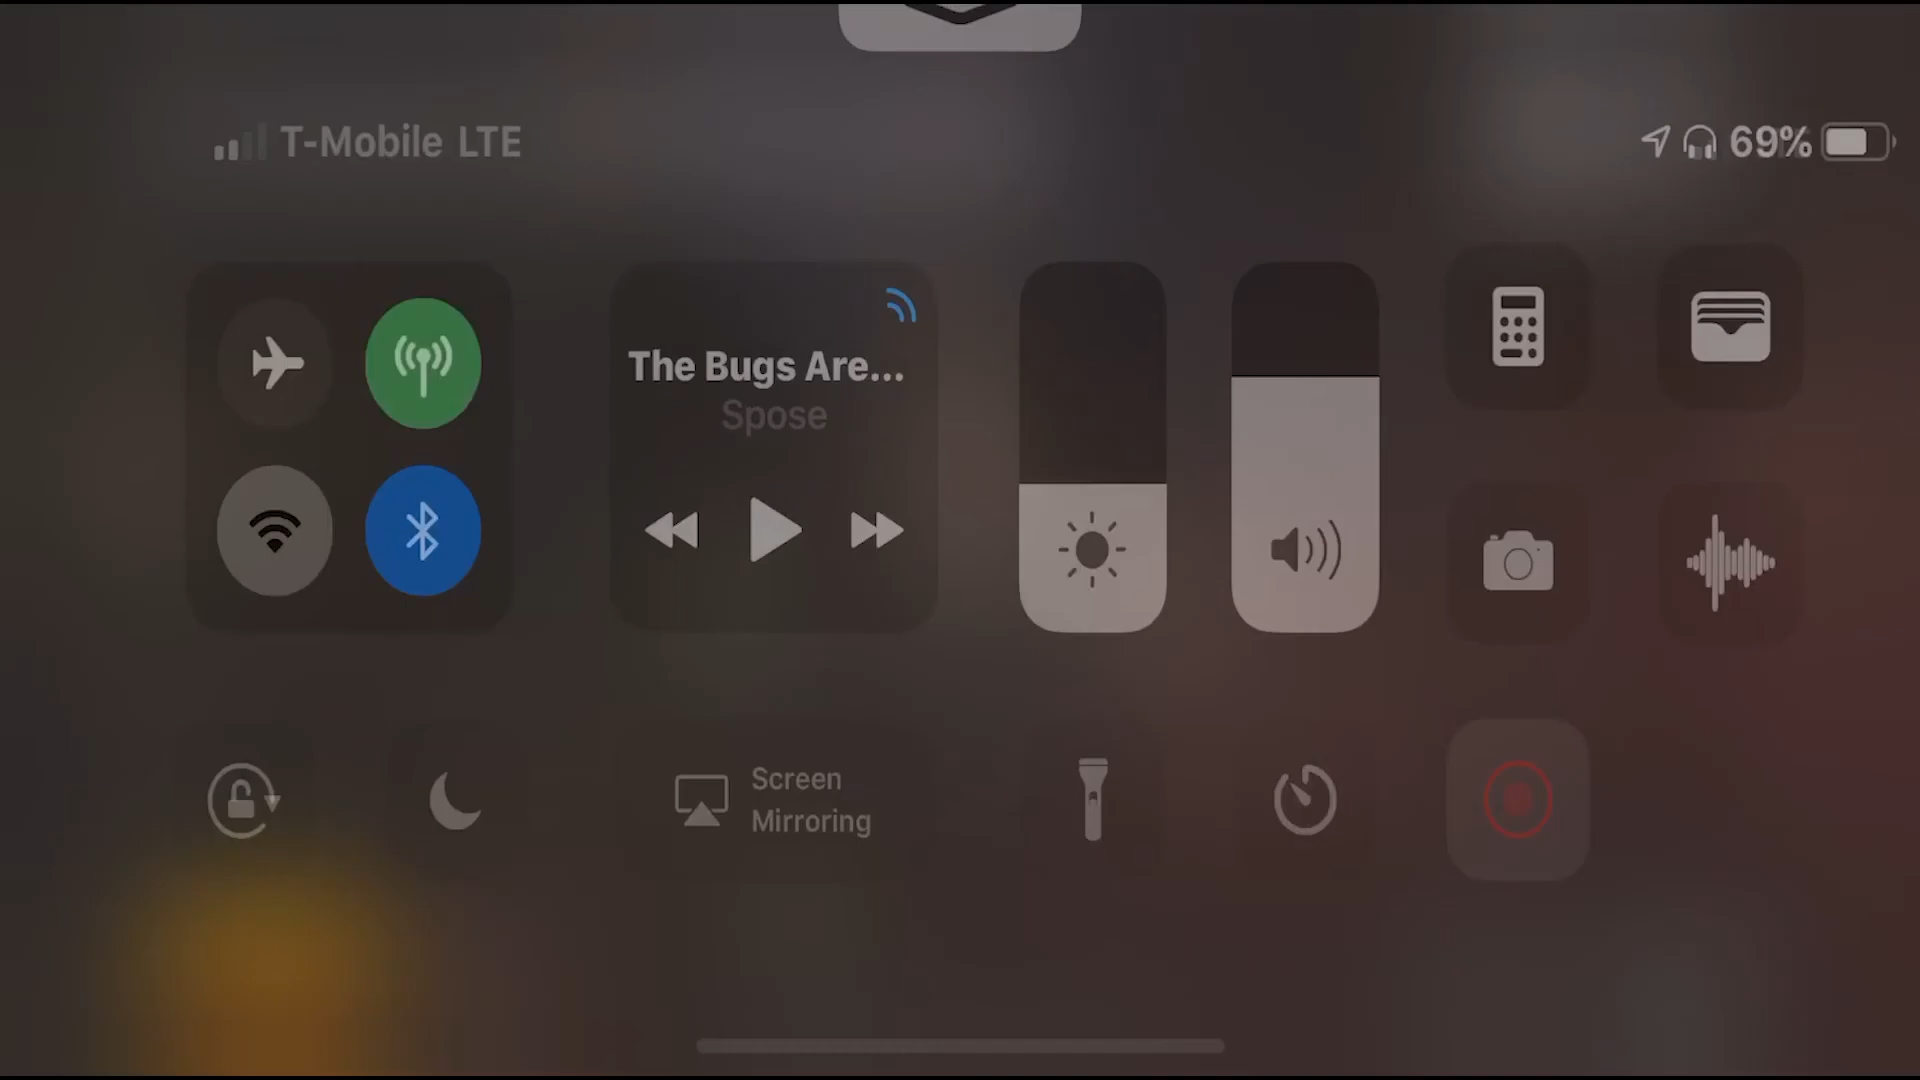 T-Mobile LTE
69%
The Bugs Are...
Spose
Screen
Mirroring